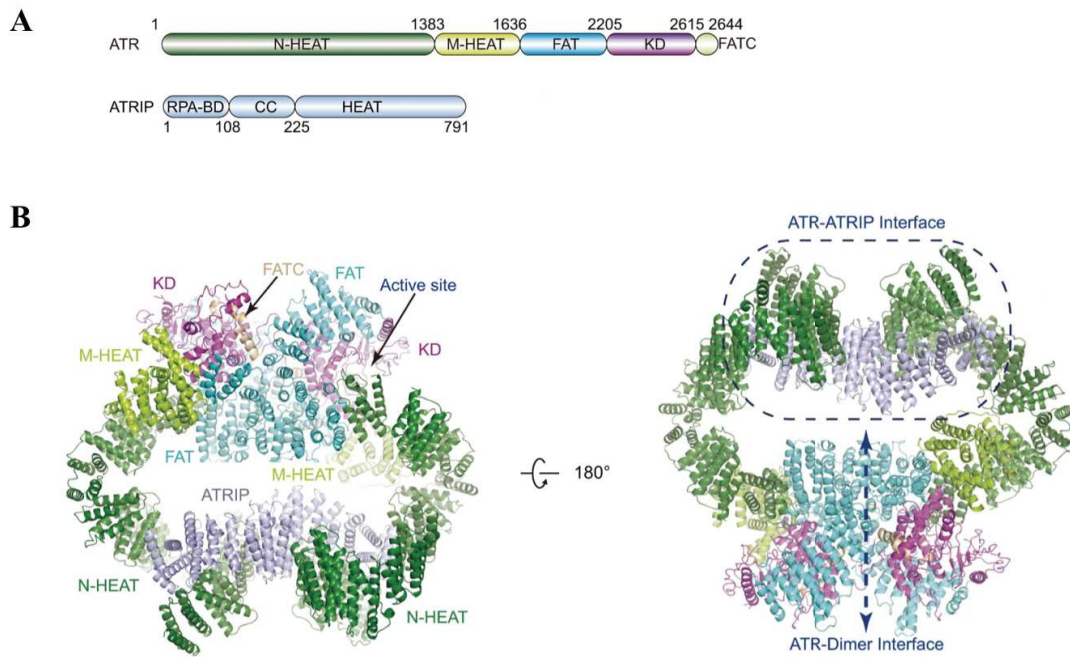 A
1 1383 1636 2205 2615 2644
ATR N-HEAT M-HEAT FAT KD FATC
ATRIP RPA-BD CC HEAT
1 108 225 791
B
ATR-ATRIP Interface
KD FATC FAT Active site
M-HEAT KD
FAT M-HEAT
ATRIP
180°
N-HEAT
N-HEAT
ATR-Dimer Interface